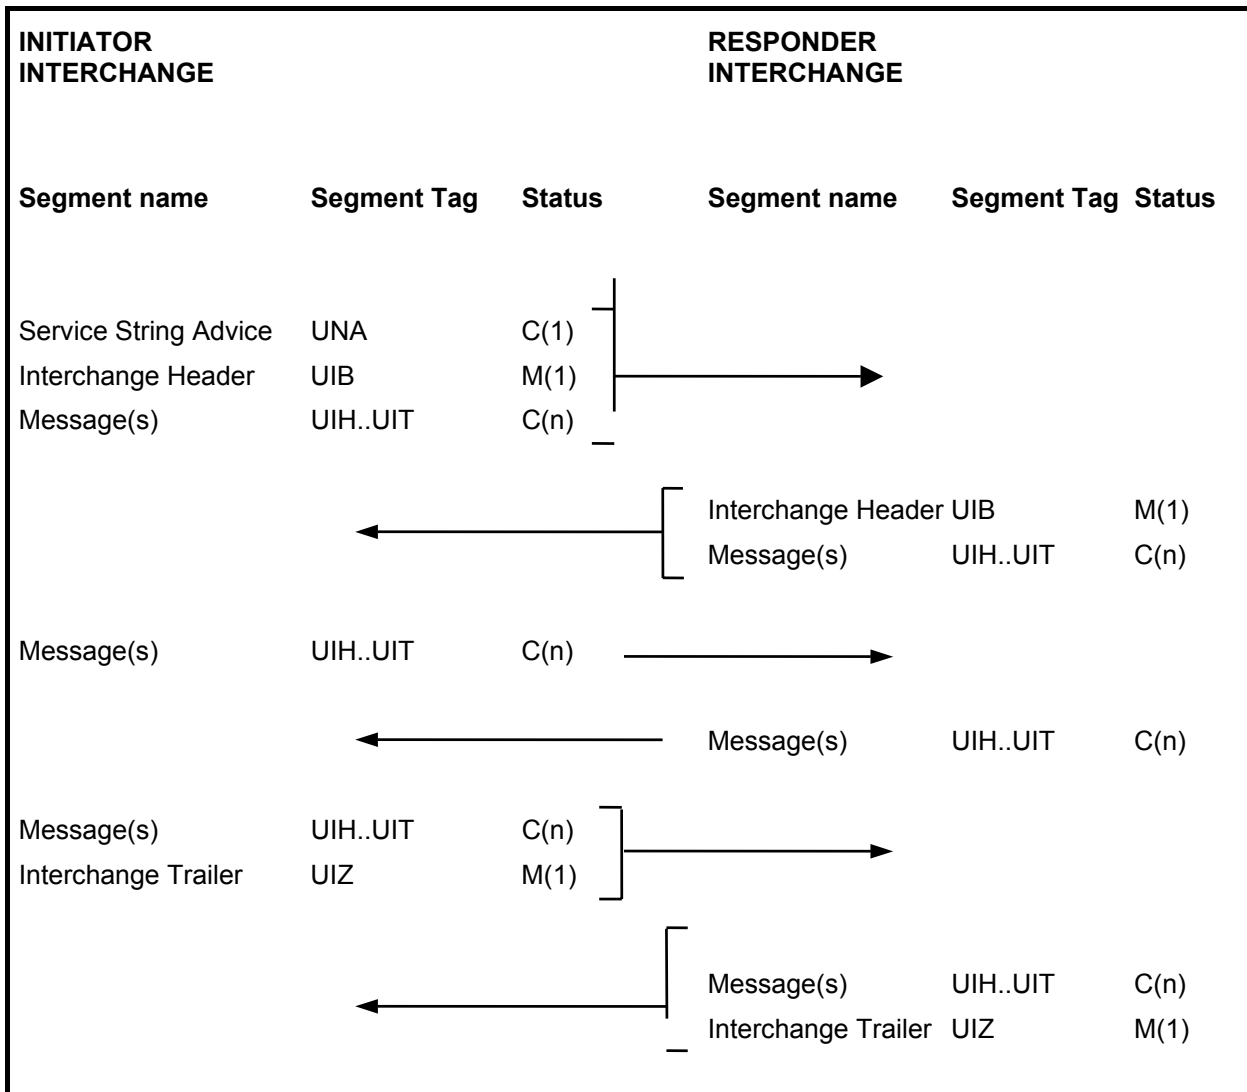 INITIATOR INTERCHANGE
RESPONDER INTERCHANGE
Segment name Segment Tag Status Segment name Segment Tag Status
Service String Advice UNA C(1)
Interchange Header UIB M(1)
Message(s) UIH..UIT C(n)
Interchange Header UIB M(1)
Message(s) UIH..UIT C(n)
Message(s) UIH..UIT C(n)
Message(s) UIH..UIT C(n)
Message(s) UIH..UIT C(n)
Interchange Trailer UIZ M(1)
Message(s) UIH..UIT C(n)
Interchange Trailer UIZ M(1)